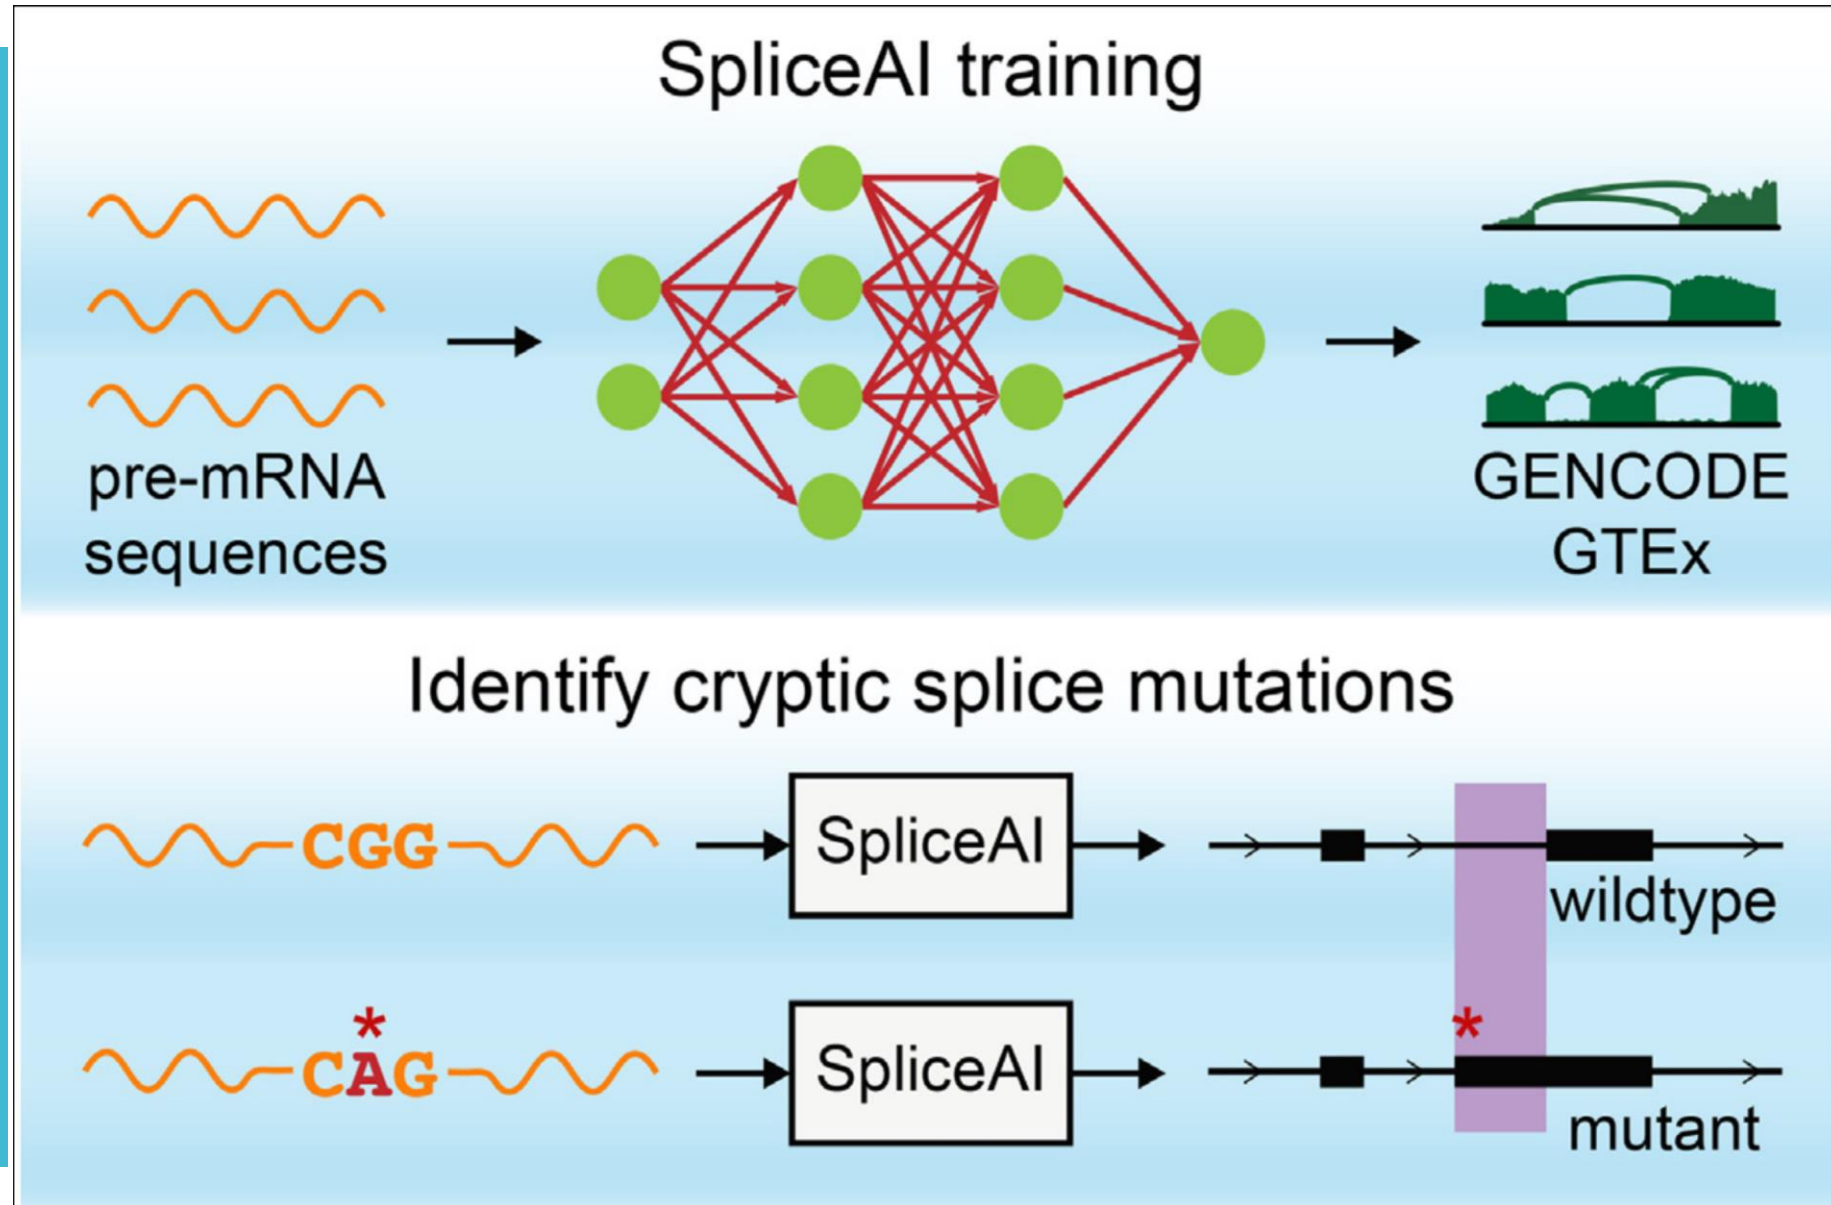 SpliceAI training
pre-mRNA
sequences
GENCODE
GTEx
Identify cryptic splice mutations
CGG
SpliceAI
wildtype
*
*
CAG
SpliceAI
mutant